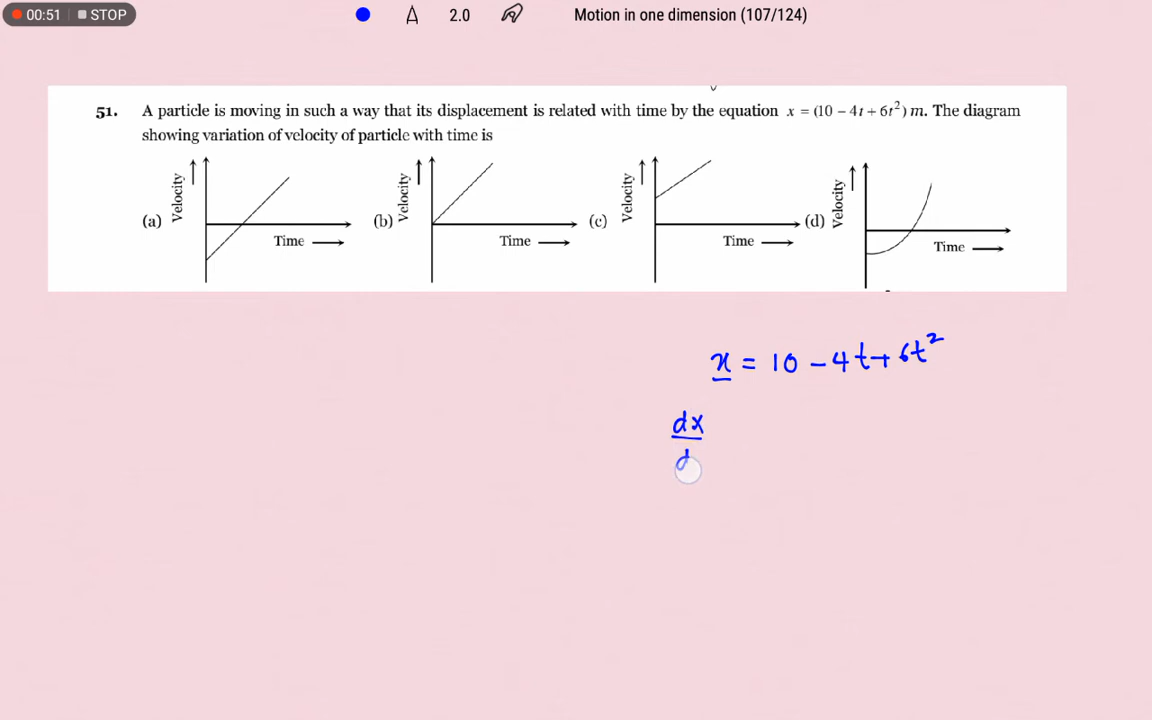 00:51 STOP 2.0 Motion in one dimension (107/124)
51. A particle is moving in such a way that its displacement is related with time by the equation x = (10 – 4t + 6t²) m. The diagram
showing variation of velocity of particle with time is
(a) Velocity Time (b) Velocity Time (c) Velocity Time (d) Velocity Time
x = 10 – 4t + 6t²
dx
d